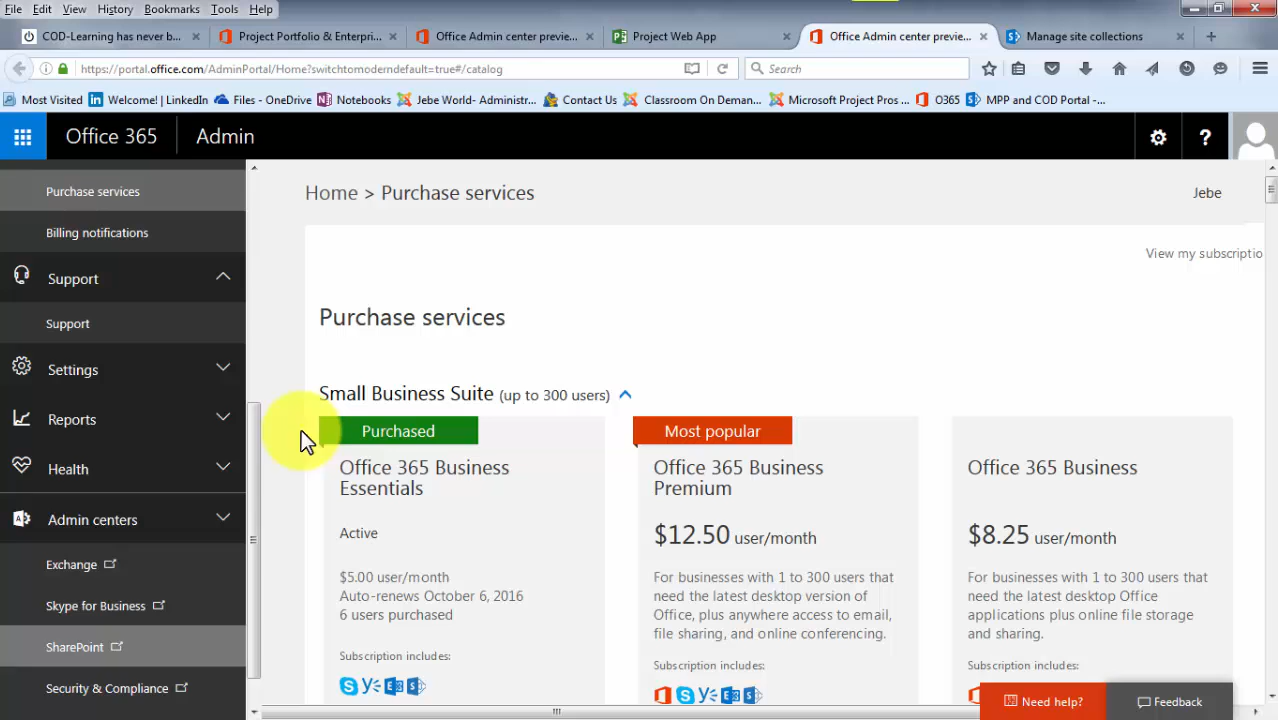 File Edit View History Bookmarks Tools Help
COD-Learning has never b... Project Portfolio & Enterpri... Office Admin center previe... Project Web App Office Admin center previe... Manage site collections
https://portal.office.com/AdminPortal/Home?switchtomoderndefault=true#/catalog Search
Most Visited Welcome! | LinkedIn Files - OneDrive Notebooks Jebe World- Administr... Contact Us Classroom On Deman... Microsoft Project Pros ... O365 MPP and COD Portal -...
Office 365 Admin
Purchase services
Billing notifications
Support
Support
Settings
Reports
Health
Admin centers
Exchange
Skype for Business
SharePoint
Security & Compliance
Home > Purchase services Jebe
View my subscriptio
Purchase services
Small Business Suite (up to 300 users)
Purchased
Office 365 Business
Essentials
Active
$5.00 user/month
Auto-renews October 6, 2016
6 users purchased
Subscription includes:
Most popular
Office 365 Business
Premium
$12.50 user/month
For businesses with 1 to 300 users that
need the latest desktop version of
Office, plus anywhere access to email,
file sharing, and online conferencing.
Subscription includes:
Office 365 Business
$8.25 user/month
For businesses with 1 to 300 users that
need the latest desktop Office
applications plus online file storage
and sharing.
Subscription includes:
Need help? Feedback